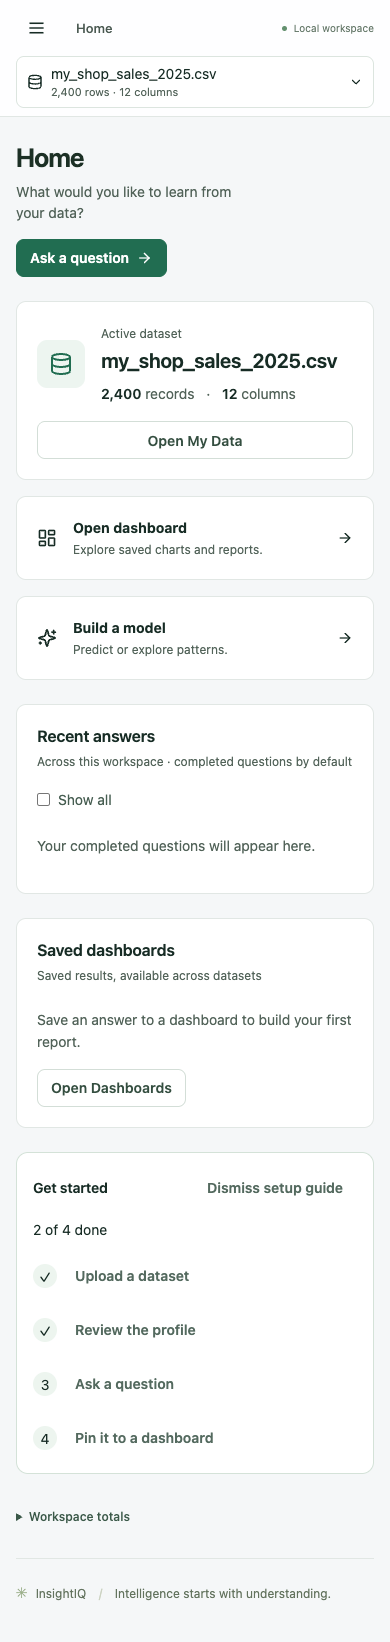 Home
Local workspace
my_shop_sales_2025.csv
2,400 rows · 12 columns
Home
What would you like to learn from
your data?
Ask a question
Active dataset
my_shop_sales_2025.csv
2,400 records · 12 columns
Open My Data
Open dashboard
Explore saved charts and reports.
Build a model
Predict or explore patterns.
Recent answers
Across this workspace · completed questions by default
Show all
Your completed questions will appear here.
Saved dashboards
Saved results, available across datasets
Save an answer to a dashboard to build your first
report.
Open Dashboards
Get started
Dismiss setup guide
2 of 4 done
Upload a dataset
Review the profile
3 Ask a question
4 Pin it to a dashboard
Workspace totals
InsightIQ / Intelligence starts with understanding.